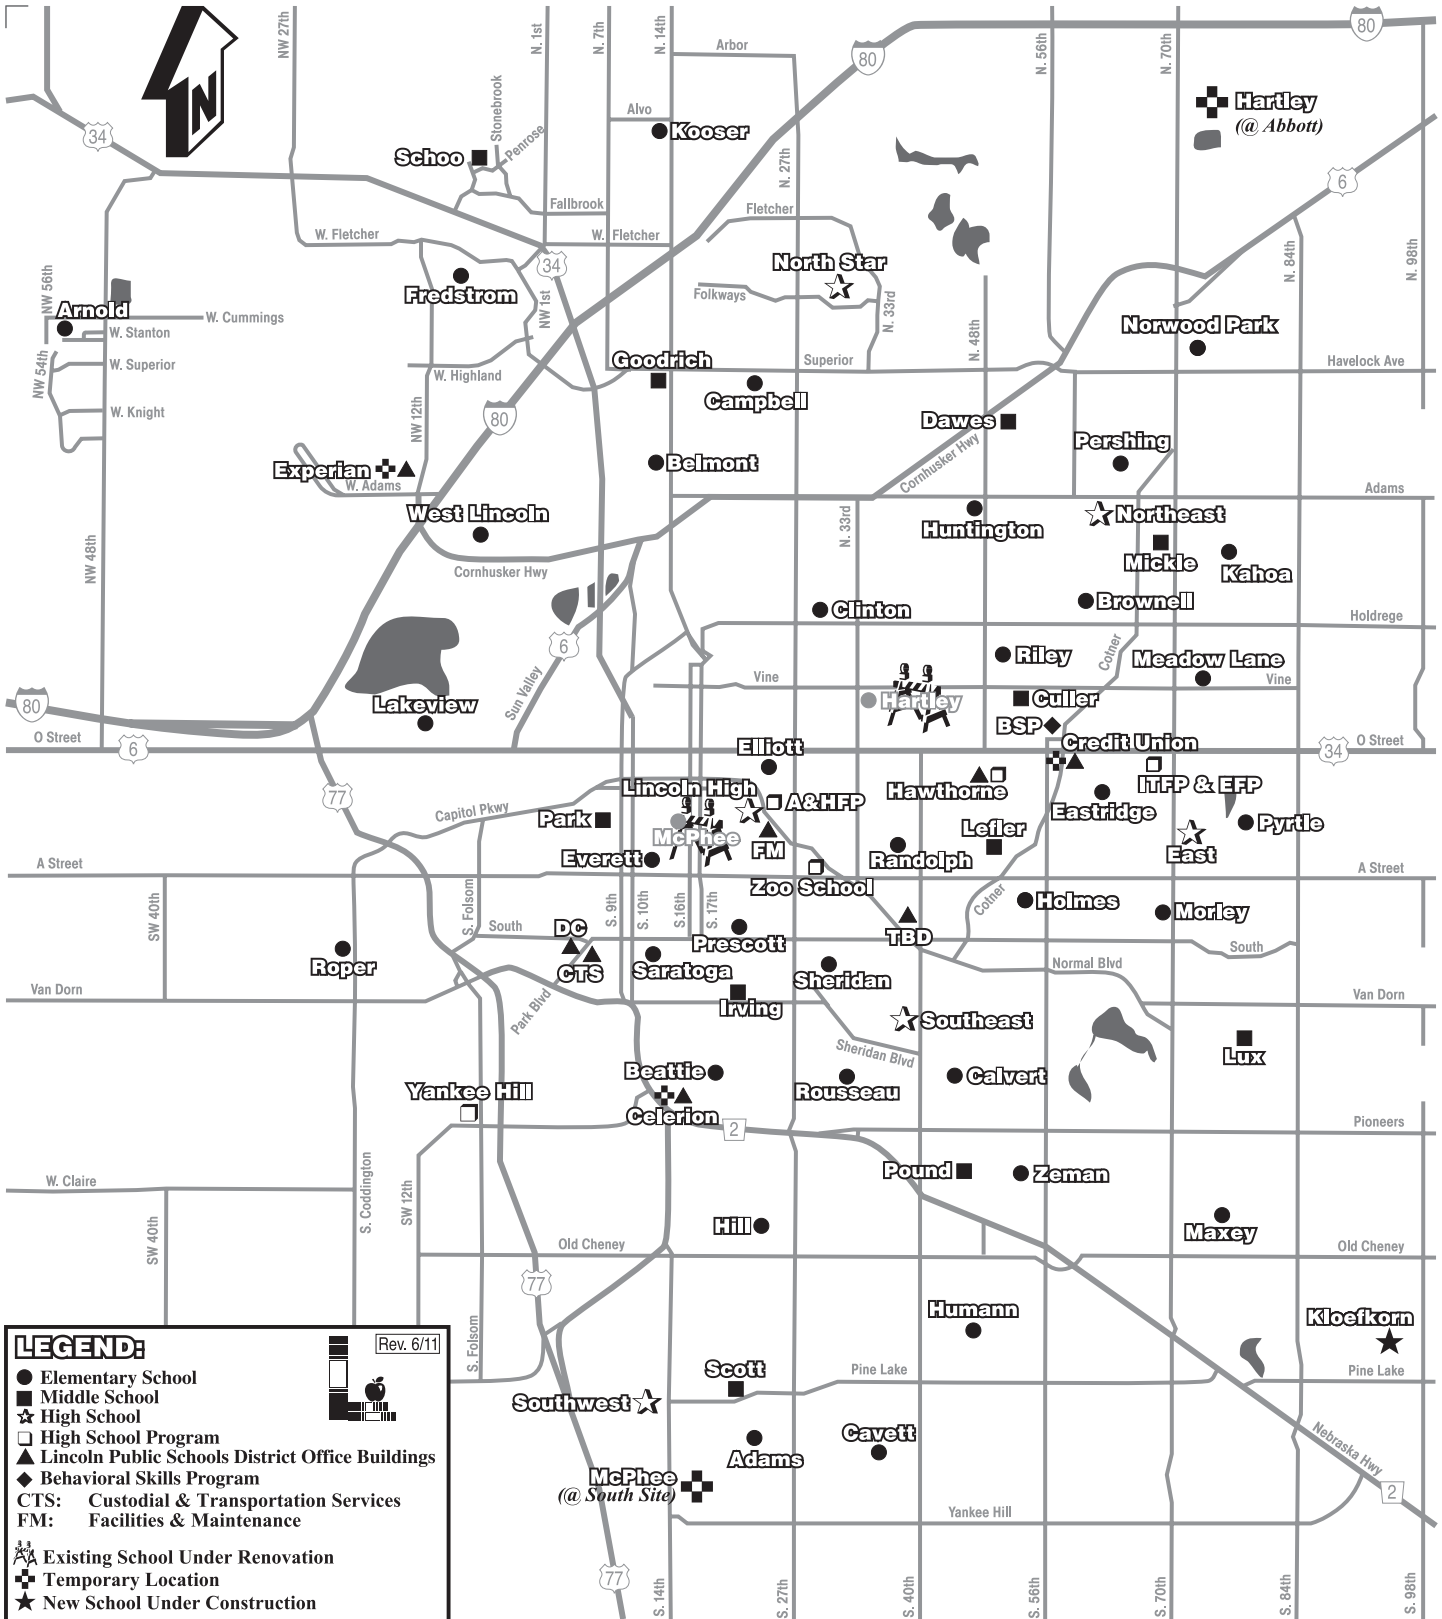 80
NW 27th
N. 1st
N. 7th
N. 14th
Arbor
80
N. 56th
N. 70th
N
34
Stonebrook
Penrose
Alvo
Kooser
Hartley
(@ Abbott)
Schoo
N. 27th
6
Fallbrook
Fletcher
W. Fletcher
W. Fletcher
34
North Star
N. 84th
N. 98th
NW 56th
Fredstrom
Folkways
N. 33rd
Arnold
W. Cummings
NW 1st
W. Stanton
Norwood Park
N. 48th
W. Superior
NW 54th
W. Highland
Goodrich
Superior
Havelock Ave
Campbell
W. Knight
NW 12th
80
Dawes
Cornhusker Hwy
Pershing
Experian
W. Adams
Belmont
Adams
West Lincoln
N. 33rd
Huntington
Northeast
Mickle
Kahoa
NW 48th
Cornhusker Hwy
Clinton
Brownell
Holdrege
6
Riley
Cotner
Meadow Lane
Sun Valley
Vine
Vine
Lakeview
Hartley
Culler
80
BSP
O Street
6
Credit Union
O Street
34
Elliott
77
Lincoln High
Hawthorne
ITFP & EFP
A&HFP
Eastridge
Capitol Pkwy
Park
McPhee
FM
Lefler
East
Pyrtle
Everett
Randolph
A Street
Zoo School
A Street
SW 40th
S. Folsom
S. 9th
S. 10th
S.16th
S. 17th
Cotner
Holmes
Morley
South
DC
TBD
Prescott
South
Roper
CTS
Saratoga
Sheridan
Normal Blvd
Van Dorn
Park Blvd
Irving
Van Dorn
Southeast
Sheridan Blvd
Lux
Beattie
Yankee Hill
Rousseau
Calvert
Celerion
2
Pioneers
W. Claire
S. Coddington
SW 12th
Pound
Zeman
SW 40th
Hill
Maxey
Old Cheney
Old Cheney
77
Humann
Kloefkorn
S. Folsom
Scott
Pine Lake
Pine Lake
Southwest
Adams
Cavett
Nebraska Hwy
McPhee
(@ South Site)
2
Yankee Hill
77
S. 14th
S. 27th
S. 40th
S. 56th
S. 70th
S. 84th
S. 98th
LEGEND:
Rev. 6/11
Elementary School
Middle School
High School
High School Program
Lincoln Public Schools District Office Buildings
Behavioral Skills Program
CTS: Custodial & Transportation Services
FM: Facilities & Maintenance
Existing School Under Renovation
Temporary Location
New School Under Construction